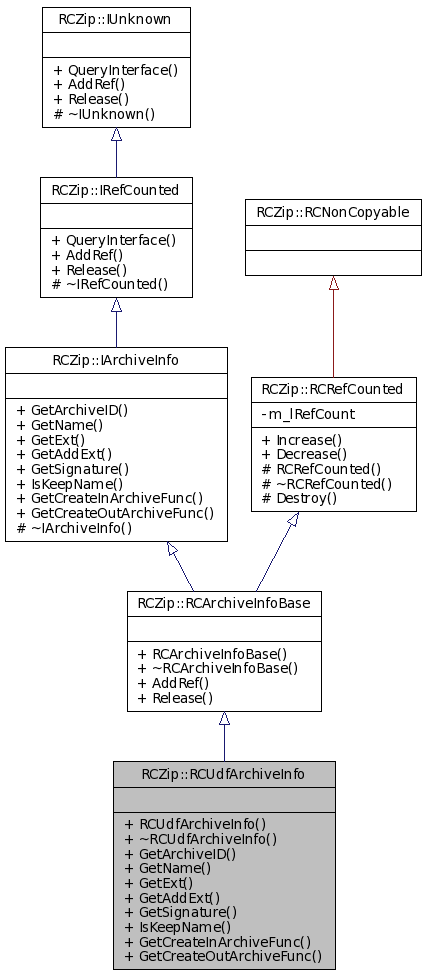 RCZip::IUnknown
+ QueryInterface()
+ AddRef()
+ Release()
# ~IUnknown()
RCZip::IRefCounted
+ QueryInterface()
+ AddRef()
+ Release()
# ~IRefCounted()
RCZip::RCNonCopyable
RCZip::IArchiveInfo
+ GetArchiveID()
+ GetName()
+ GetExt()
+ GetAddExt()
+ GetSignature()
+ IsKeepName()
+ GetCreateInArchiveFunc()
+ GetCreateOutArchiveFunc()
# ~IArchiveInfo()
RCZip::RCRefCounted
- m_lRefCount
+ Increase()
+ Decrease()
# RCRefCounted()
# ~RCRefCounted()
# Destroy()
RCZip::RCArchiveInfoBase
+ RCArchiveInfoBase()
+ ~RCArchiveInfoBase()
+ AddRef()
+ Release()
RCZip::RCUdfArchiveInfo
+ RCUdfArchiveInfo()
+ ~RCUdfArchiveInfo()
+ GetArchiveID()
+ GetName()
+ GetExt()
+ GetAddExt()
+ GetSignature()
+ IsKeepName()
+ GetCreateInArchiveFunc()
+ GetCreateOutArchiveFunc()